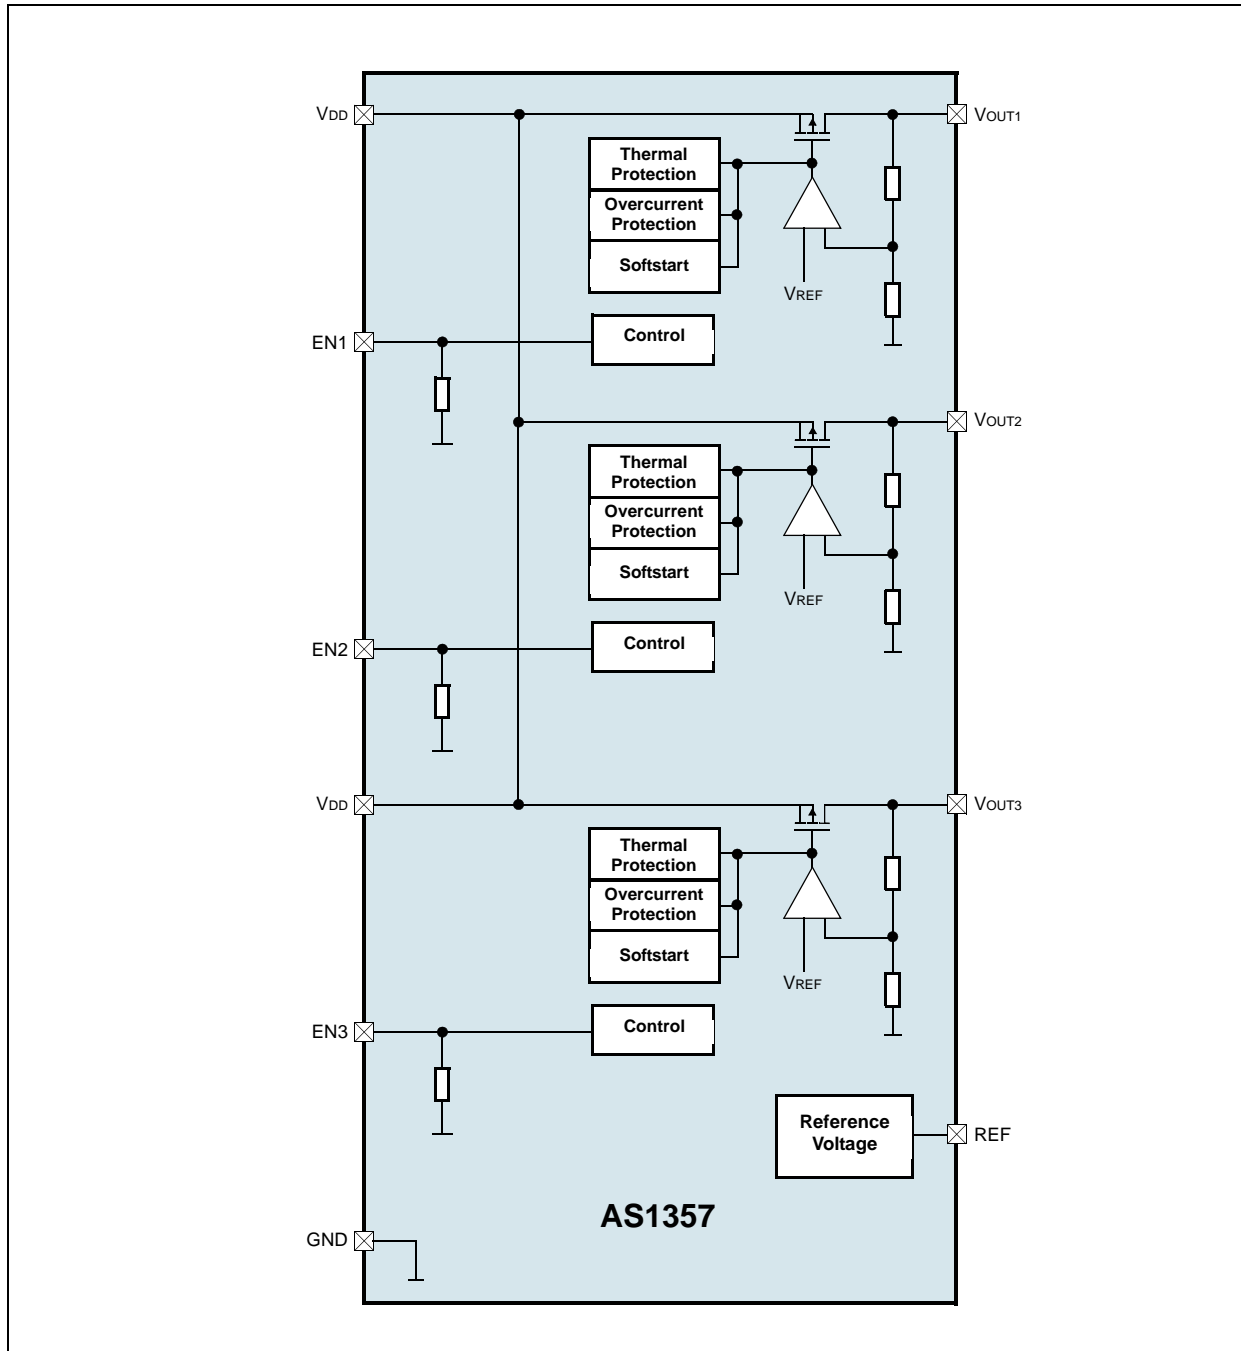 VDD
VOUT1
Thermal
Protection
Overcurrent
Protection
Softstart
VREF
EN1
Control
VOUT2
Thermal
Protection
Overcurrent
Protection
Softstart
VREF
EN2
Control
VDD
VOUT3
Thermal
Protection
Overcurrent
Protection
Softstart
VREF
EN3
Control
Reference
Voltage
REF
AS1357
GND